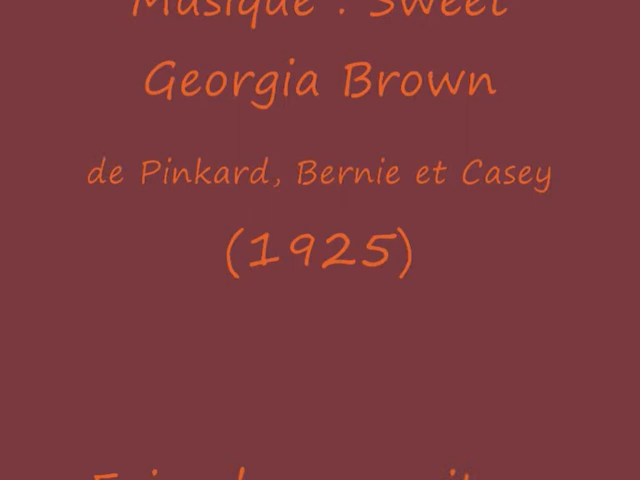 Musique : Sweet
Georgia Brown
de Pinkard, Bernie et Casey
(1925)